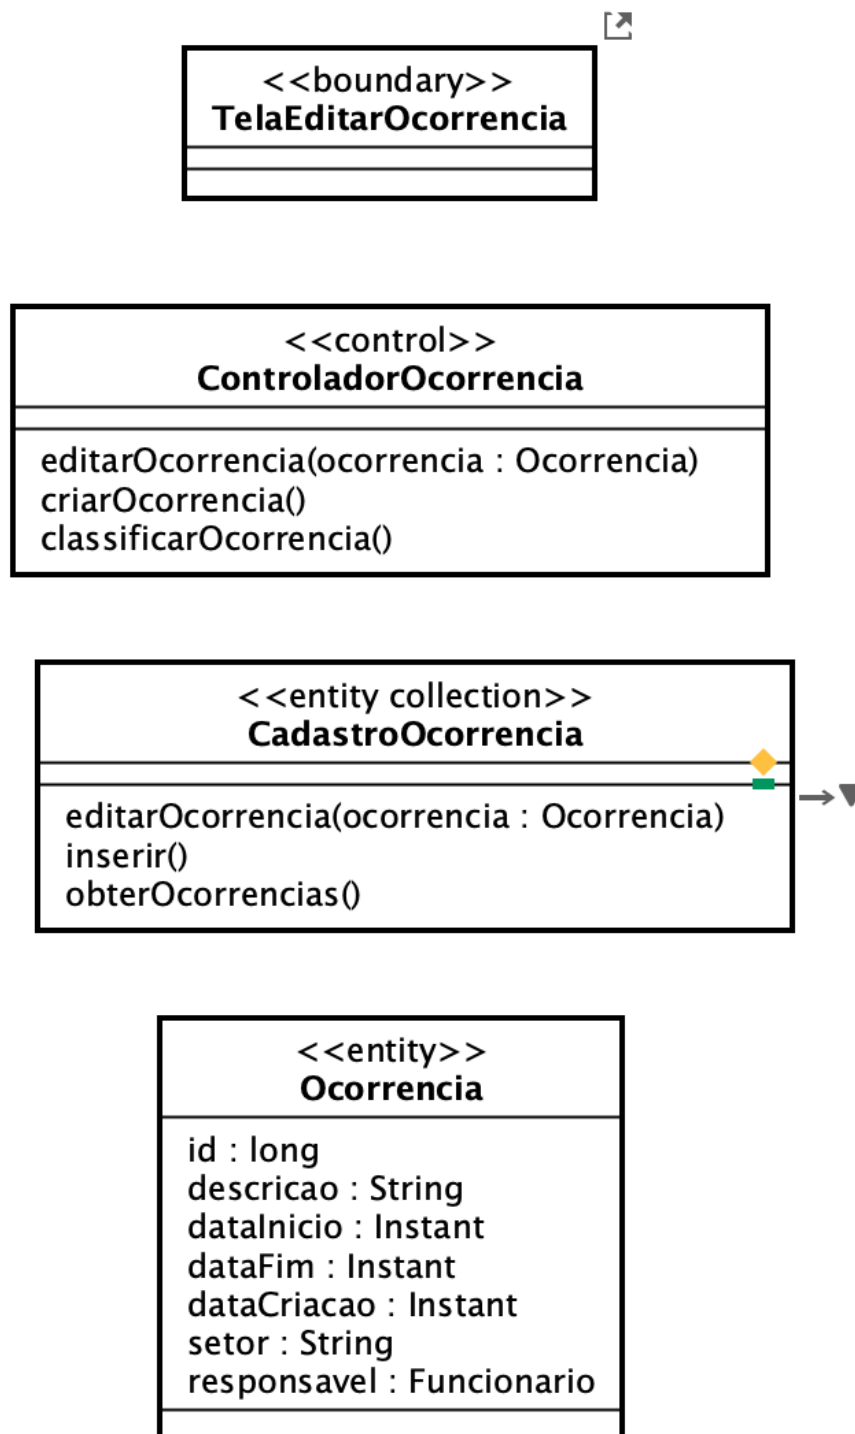 <<boundary>>
TelaEditarOcorrencia
<<control>>
ControladorOcorrencia
editarOcorrencia(ocorrencia : Ocorrencia)
criarOcorrencia()
classificarOcorrencia()
<<entity collection>>
CadastroOcorrencia
editarOcorrencia(ocorrencia : Ocorrencia)
inserir()
obterOcorrencias()
<<entity>>
Ocorrencia
id : long
descricao : String
dataInicio : Instant
dataFim : Instant
dataCriacao : Instant
setor : String
responsavel : Funcionario